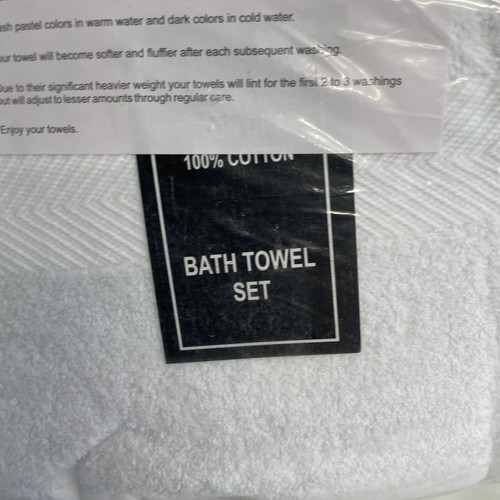 ash pastel colors in warm water and dark colors in cold water.
our towel will become softer and fluffier after each subsequent washing.
Due to their significant heavier weight your towels will lint for the first 2 to 3 washings
but will adjust to lesser amounts through regular care.
Enjoy your towels.
100% COTTON
BATH TOWEL
SET